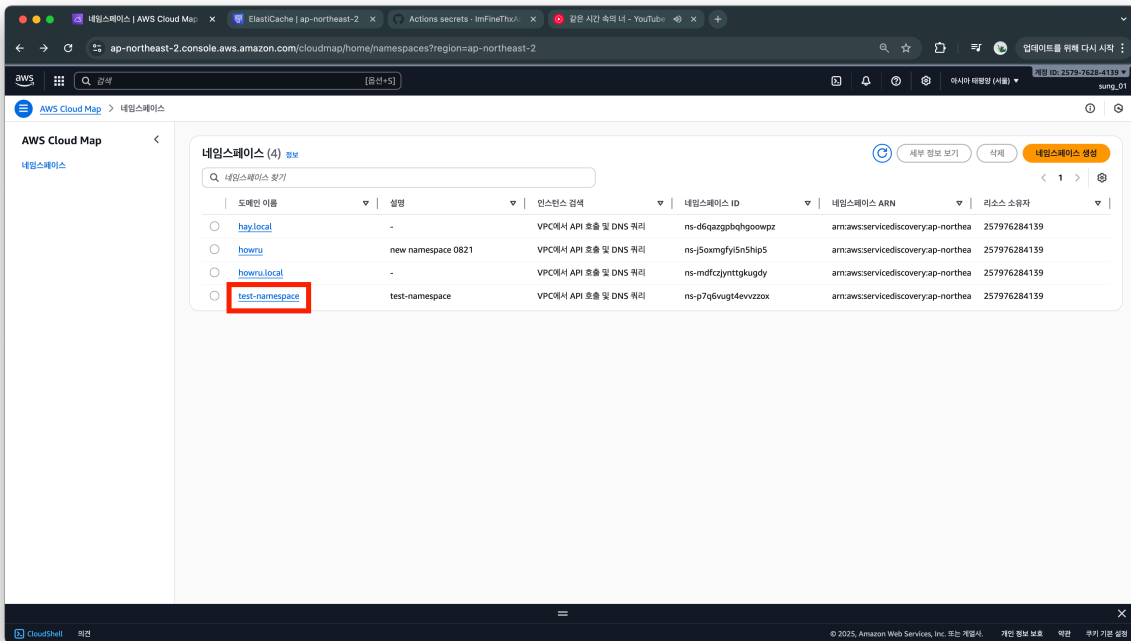 네임스페이스 | AWS Cloud Map
ElastiCache | ap-northeast-2
Actions secrets · ImFineThxA
같은 시간 속의 너 - YouTube
ap-northeast-2.console.aws.amazon.com/cloudmap/home/namespaces?region=ap-northeast-2
업데이트를 위해 다시 시작
aws
검색
[옵션+S]
아시아 태평양 (서울)
계정 ID: 2579-7628-4139
sung_01
AWS Cloud Map > 네임스페이스
AWS Cloud Map
네임스페이스
네임스페이스 (4) 정보
세부 정보 보기
삭제
네임스페이스 생성
네임스페이스 찾기
1
도메인 이름 설명 인스턴스 검색 네임스페이스 ID 네임스페이스 ARN 리소스 소유자
hay.local - VPC에서 API 호출 및 DNS 쿼리 ns-d6qazgpbqhgoowpz arn:aws:servicediscovery:ap-northea 257976284139
howru new namespace 0821 VPC에서 API 호출 및 DNS 쿼리 ns-j5oxmgfyi5n5hip5 arn:aws:servicediscovery:ap-northea 257976284139
howru.local - VPC에서 API 호출 및 DNS 쿼리 ns-mdfczjynttgkugdy arn:aws:servicediscovery:ap-northea 257976284139
test-namespace test-namespace VPC에서 API 호출 및 DNS 쿼리 ns-p7q6vugt4evvzzox arn:aws:servicediscovery:ap-northea 257976284139
CloudShell 의견
© 2025, Amazon Web Services, Inc. 또는 계열사. 개인 정보 보호 약관 쿠키 기본 설정